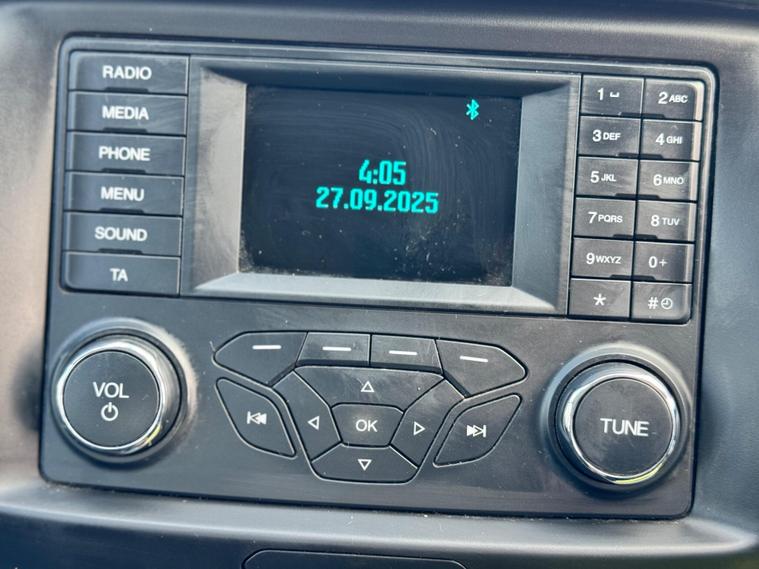 RADIO
MEDIA
PHONE
MENU
SOUND
TA
4:05
27.09.2025
1 ␣
2 ABC
3 DEF
4 GHI
5 JKL
6 MNO
7 PQRS
8 TUV
9 WXYZ
0 +
*
#
VOL
OK
TUNE